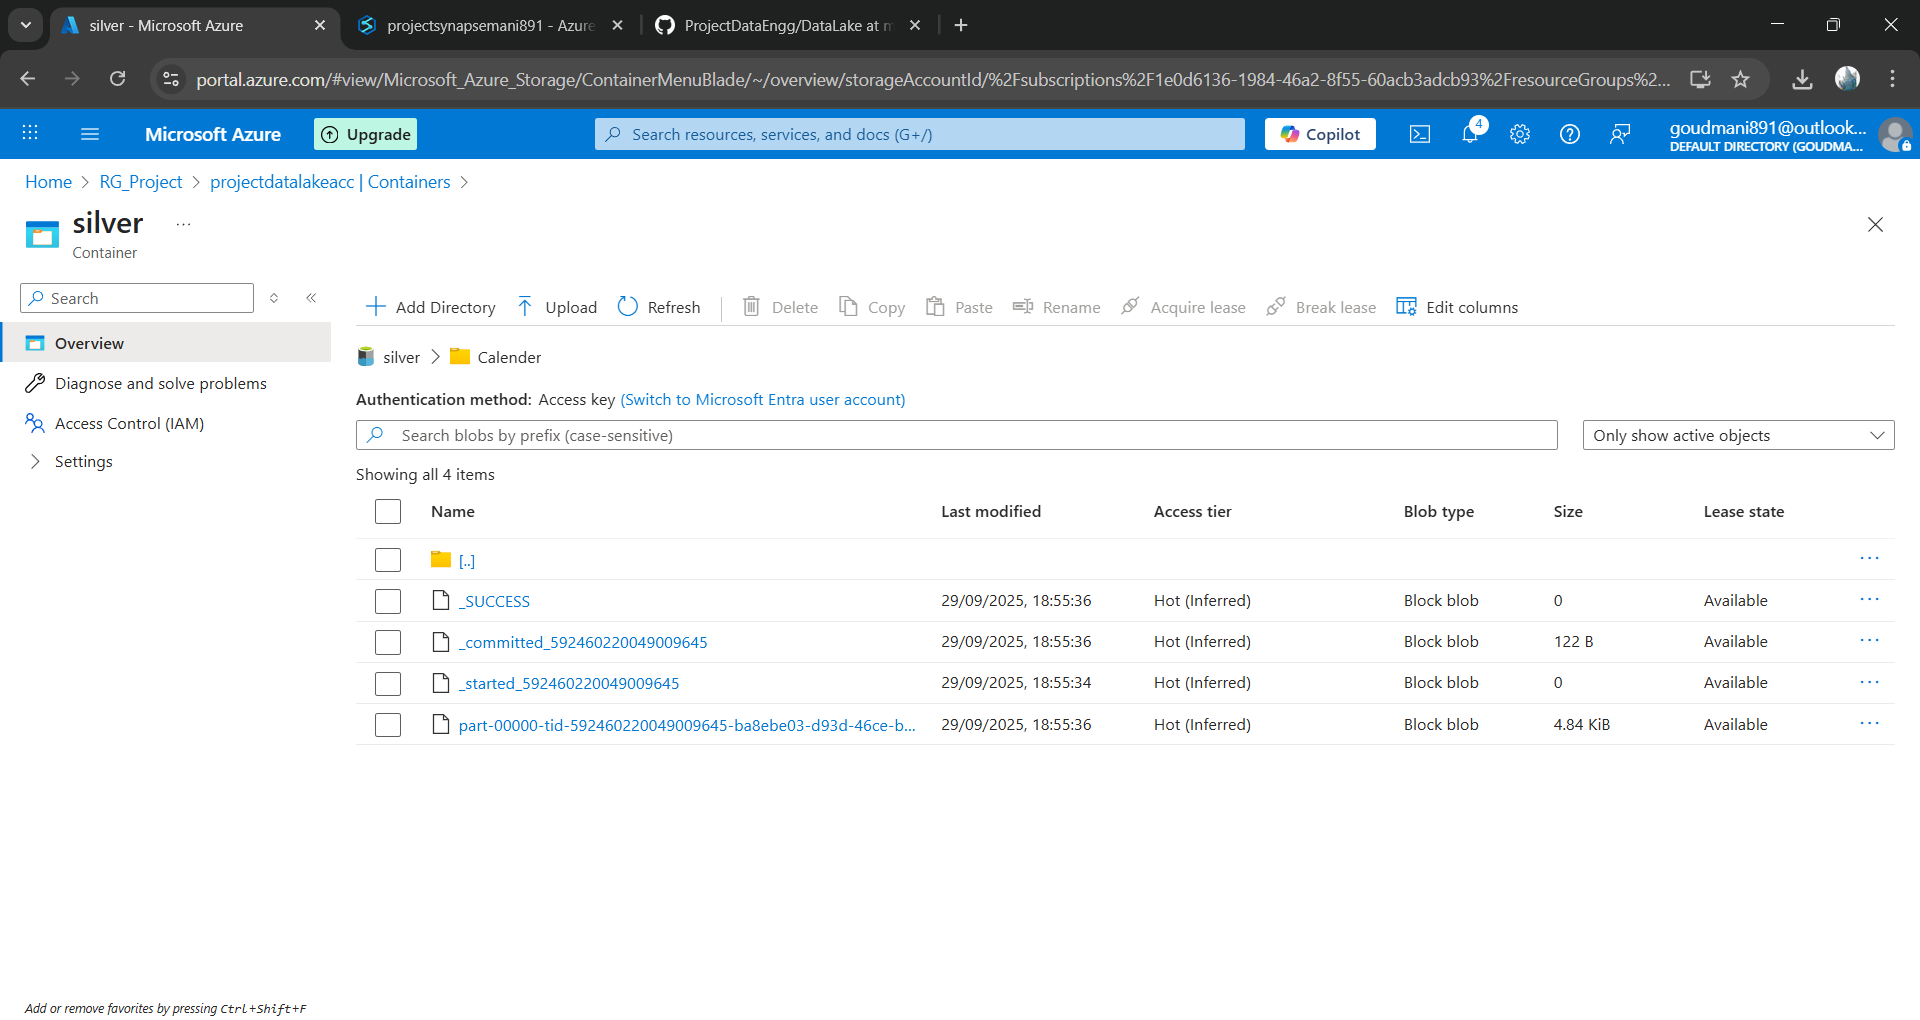 silver - Microsoft Azure
projectsynapsemani891 - Azure
ProjectDataEngg/DataLake at m
portal.azure.com/#view/Microsoft_Azure_Storage/ContainerMenuBlade/~/overview/storageAccountId/%2Fsubscriptions%2F1e0d6136-1984-46a2-8f55-60acb3adcb93%2FresourceGroups%2...
Microsoft Azure
Upgrade
Search resources, services, and docs (G+/)
Copilot
4
goudmani891@outlook...
DEFAULT DIRECTORY (GOUDMA...
Home > RG_Project > projectdatalakeacc | Containers >
silver ...
Container
Search
Overview
Diagnose and solve problems
Access Control (IAM)
Settings
Add Directory Upload Refresh Delete Copy Paste Rename Acquire lease Break lease Edit columns
silver > Calender
Authentication method: Access key (Switch to Microsoft Entra user account)
Search blobs by prefix (case-sensitive)
Only show active objects
Showing all 4 items
Name Last modified Access tier Blob type Size Lease state
[..]
_SUCCESS 29/09/2025, 18:55:36 Hot (Inferred) Block blob 0 Available
_committed_592460220049009645 29/09/2025, 18:55:36 Hot (Inferred) Block blob 122 B Available
_started_592460220049009645 29/09/2025, 18:55:34 Hot (Inferred) Block blob 0 Available
part-00000-tid-592460220049009645-ba8ebe03-d93d-46ce-b... 29/09/2025, 18:55:36 Hot (Inferred) Block blob 4.84 KiB Available
Add or remove favorites by pressing Ctrl+Shift+F